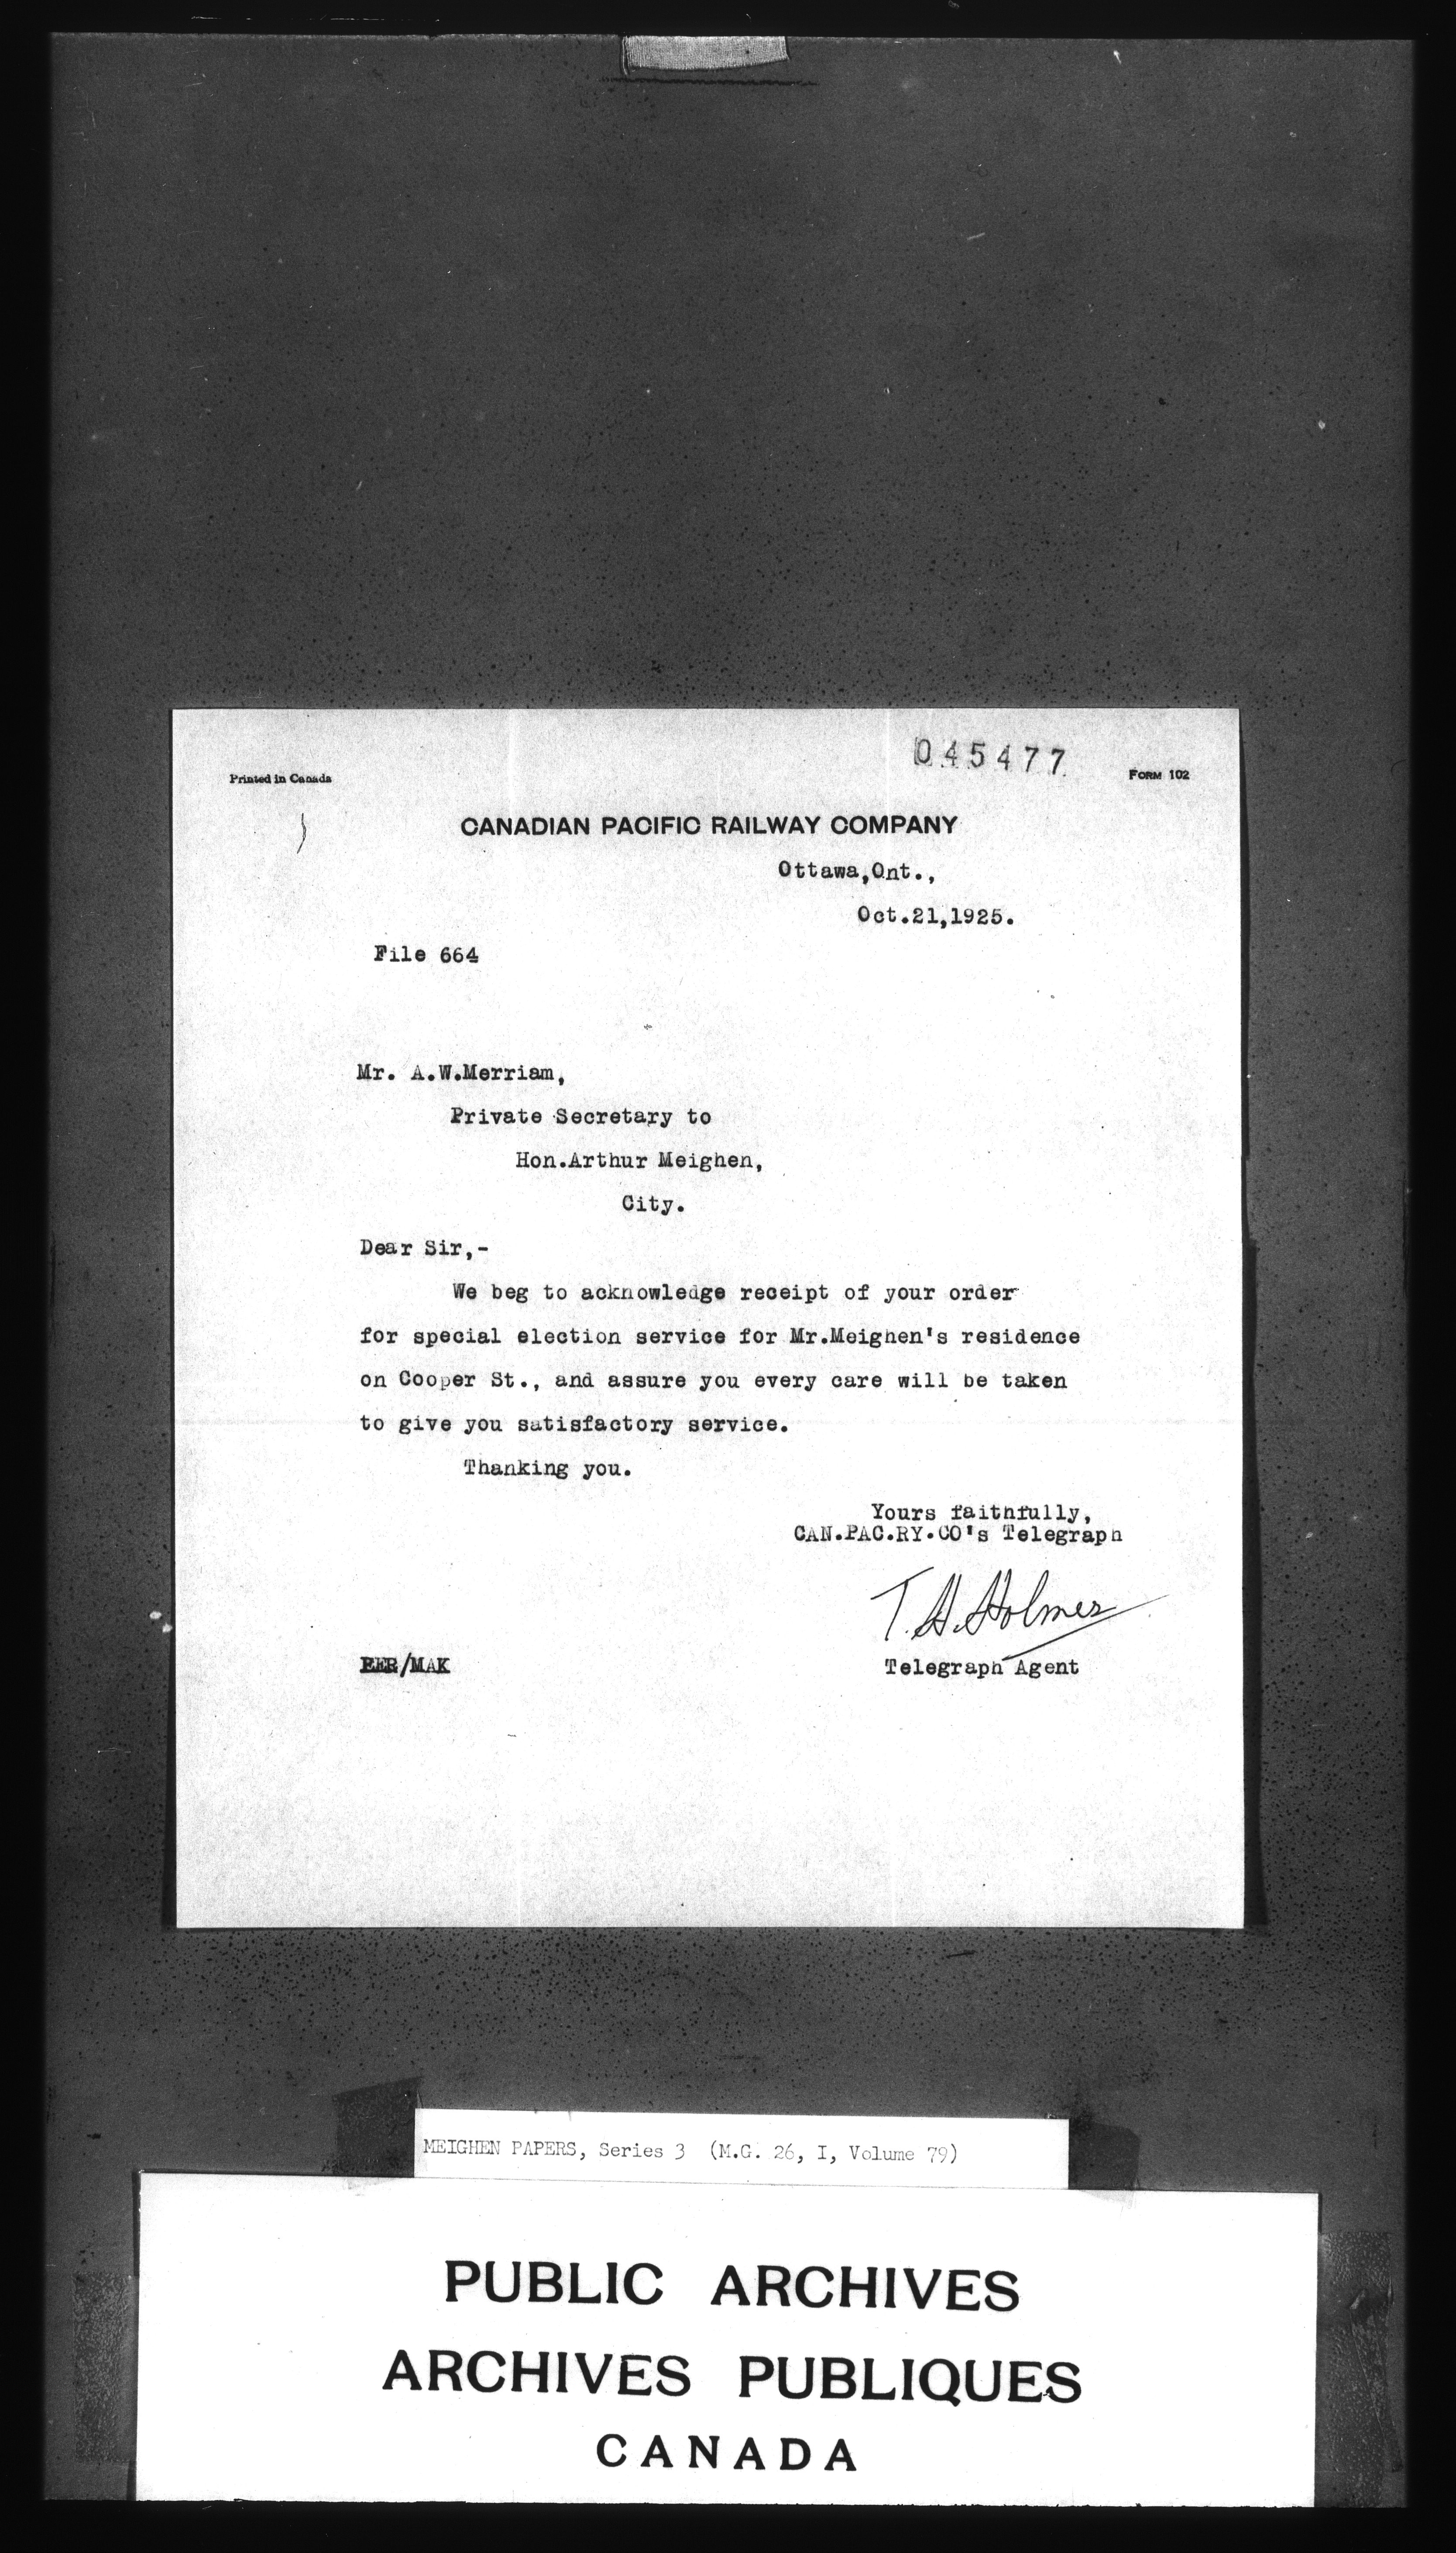 045477
Printed in Canada
FORM 102
CANADIAN PACIFIC RAILWAY COMPANY
Ottawa,Ont.,
Oct.21,1925.
File 664
Mr. A.W.Merriam,
Private Secretary to
Hon.Arthur Meighen,
City.
Dear Sir,-
We beg to acknowledge receipt of your order
for special election service for Mr.Meighen's residence
on Cooper St., and assure you every care will be taken
to give you satisfactory service.
Thanking you.
Yours faithfully,
CAN.PAC.RY.CO's Telegraph
T.H.Holmes
Telegraph Agent
/MAK
MEIGHEN PAPERS, Series 3 (M.G. 26, I, Volume 79)
PUBLIC ARCHIVES
ARCHIVES PUBLIQUES
CANADA